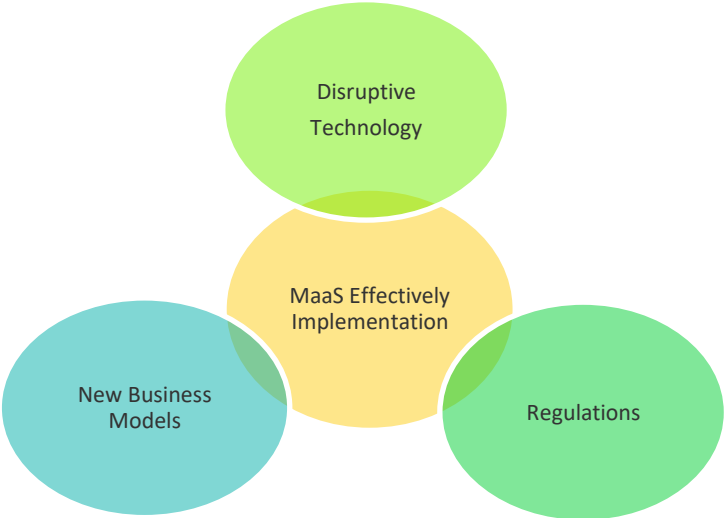 Disruptive
Technology
MaaS Effectively
Implementation
New Business
Models
Regulations